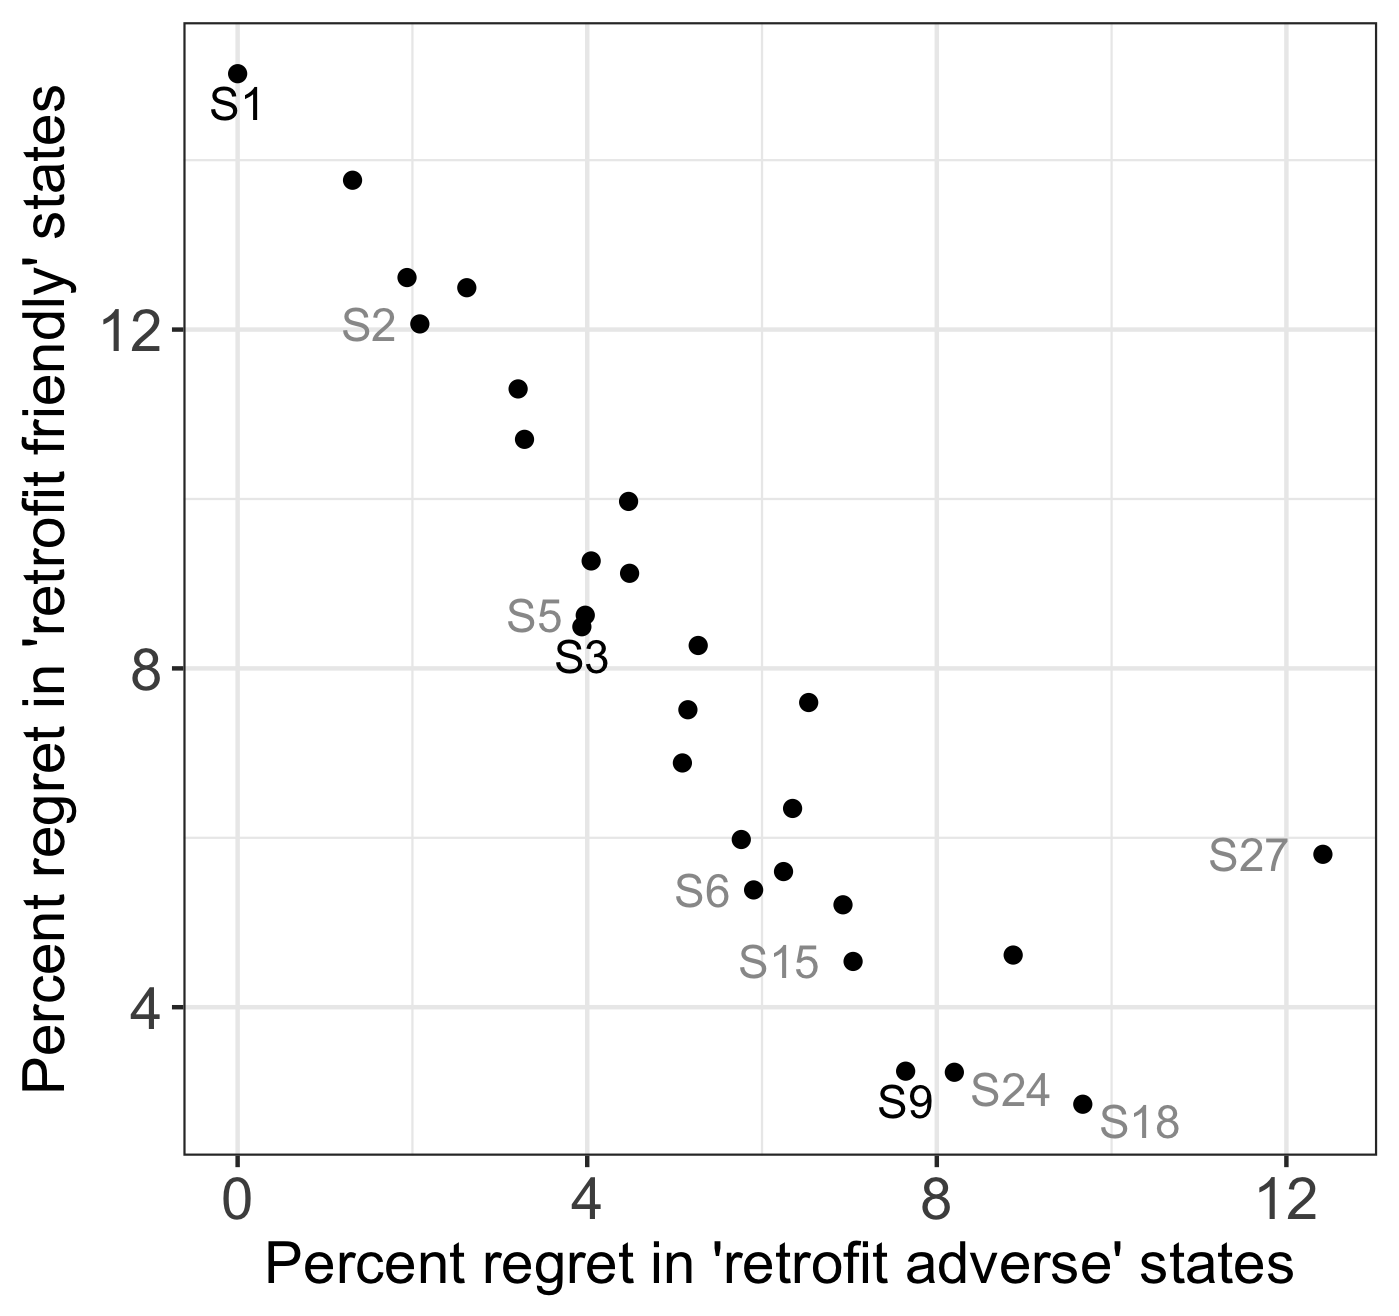 Percent regret in 'retrofit friendly' states
S1
S2
12
S5
S3
8
S27
S6
S15
4
S9
S24
S18
0 4 8 12
Percent regret in 'retrofit adverse' states